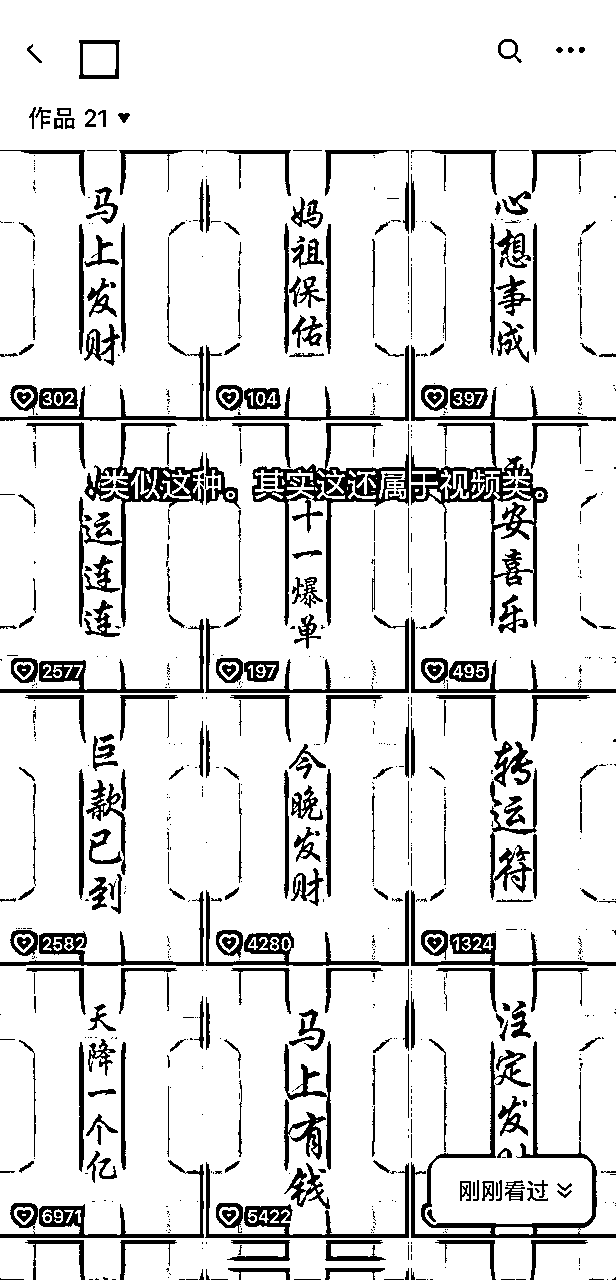 作品 21
马上发财
妈祖保佑
心想事成
302
104
397
类似这种。其实这还属于视频类。
运连连
十一爆单
安喜乐
2577
197
495
巨款已到
今晚发财
转运符
2582
4280
1324
天降一个亿
马上有钱
注定发财
6971
5422
刚刚看过